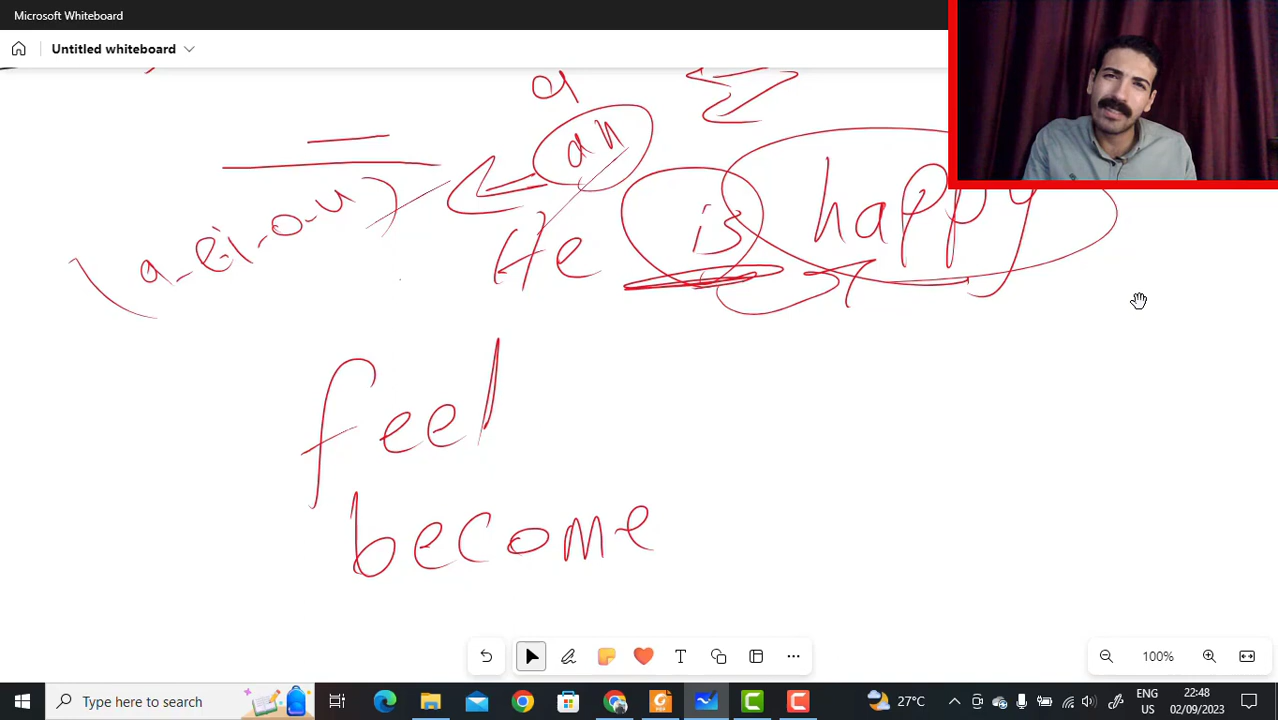 Microsoft Whiteboard
Untitled whiteboard
a
an
(a-e-i-o-u)
He is happy
feel
become
100%
Type here to search
27°C
ENG
US
22:48
02/09/2023